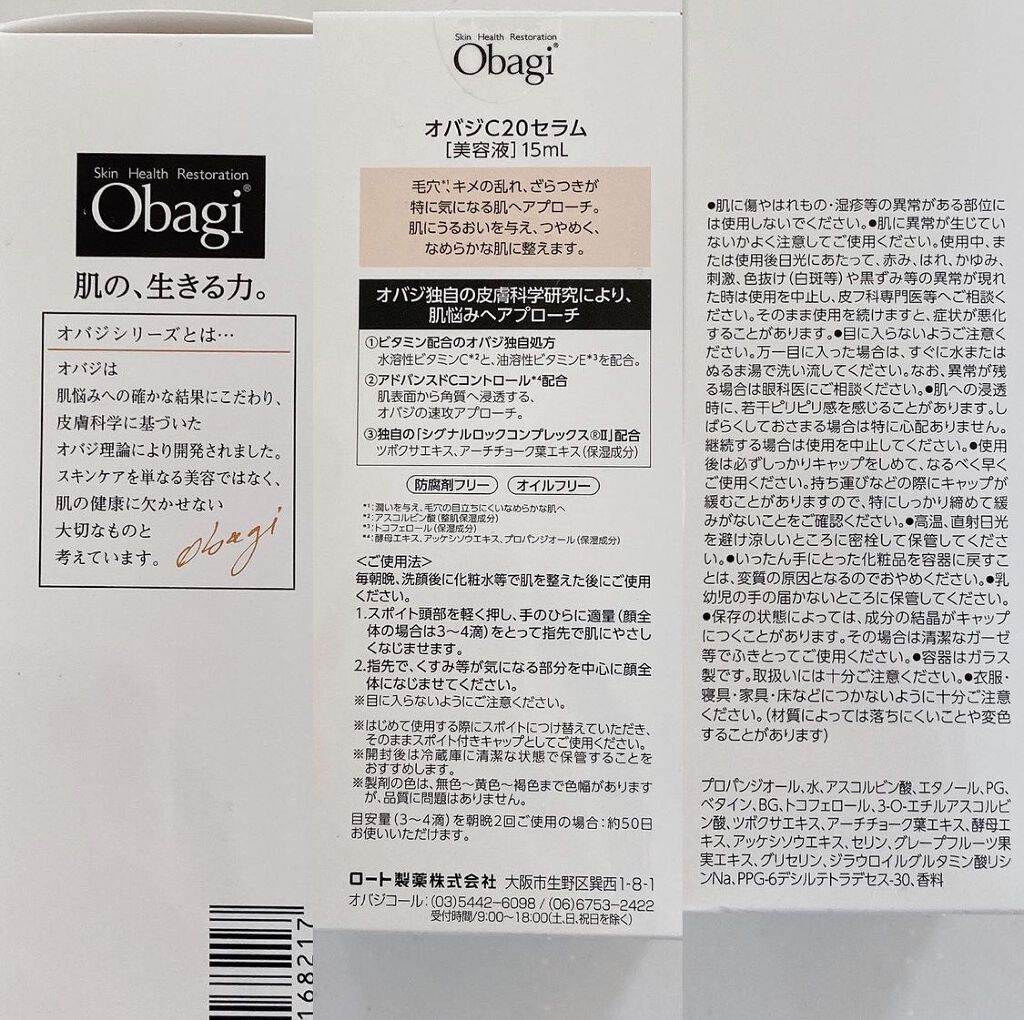 Skin Health Restoration
Obagi®
肌の、生きる力。
オバジシリーズとは…
オバジは
肌悩みへの確かな結果にこだわり、
皮膚科学に基づいた
オバジ理論により開発されました。
スキンケアを単なる美容ではなく、
肌の健康に欠かせない
大切なものと
考えています。
obagi
168217
Skin Health Restoration
Obagi®
オバジC20セラム
[美容液] 15mL
毛穴*¹、キメの乱れ、ざらつきが
特に気になる肌へアプローチ。
肌にうるおいを与え、つやめく、
なめらかな肌に整えます。
オバジ独自の皮膚科学研究により、
肌悩みへアプローチ
①ビタミン配合のオバジ独自処方
水溶性ビタミンC*²と、油溶性ビタミンE*³を配合。
②アドバンスドCコントロール*⁴配合
肌表面から角質へ浸透する、
オバジの速攻アプローチ。
③独自の「シグナルロックコンプレックス®Ⅱ」配合
ツボクサエキス、アーチチョーク葉エキス(保湿成分)
防腐剤フリー オイルフリー
*¹:潤いを与え、毛穴の目立ちにくいなめらかな肌へ
*²:アスコルビン酸(整肌保湿成分)
*³:トコフェロール(保湿成分)
*⁴:酵母エキス、アッケシソウエキス、プロパンジオール(保湿成分)
<ご使用法>
毎朝晩、洗顔後に化粧水等で肌を整えた後にご使用
ください。
1.スポイト頭部を軽く押し、手のひらに適量(顔全
体の場合は3〜4滴)をとって指先で肌にやさし
くなじませます。
2.指先で、くすみ等が気になる部分を中心に顔全
体になじませてください。
※目に入らないようご注意ください。
※はじめて使用する際にスポイトにつけ替えていただき、
そのままスポイト付きキャップとしてご使用ください。
※開封後は冷蔵庫に清潔な状態で保管することを
おすすめします。
※製剤の色は、無色〜黄色〜褐色まで色幅があります
が、品質に問題はありません。
目安量(3〜4滴)を朝晩2回ご使用の場合:約50日
お使いいただけます。
ロート製薬株式会社 大阪市生野区巽西1-8-1
オバジコール:(03)5442-6098/(06)6753-2422
受付時間/9:00〜18:00(土、日、祝日を除く)
●肌に傷やはれもの・湿疹等の異常がある部位に
は使用しないでください。●肌に異常が生じてい
ないかよく注意してご使用ください。使用中、ま
たは使用後日光にあたって、赤み、はれ、かゆみ、
刺激、色抜け(白斑等)や黒ずみ等の異常が現れ
た時は使用を中止し、皮フ科専門医等へご相談く
ださい。そのまま使用を続けますと、症状が悪化
することがあります。●目に入らないようご注意く
ださい。万一目に入った場合は、すぐに水または
ぬるま湯で洗い流してください。なお、異常が残
る場合は眼科医にご相談ください。●肌への浸透
時に、若干ピリピリ感を感じることがあります。し
ばらくしておさまる場合は特に心配ありません。
継続する場合は使用を中止してください。●使用
後は必ずしっかりキャップをしめて、なるべく早く
ご使用ください。持ち運びなどの際にキャップが
緩むことがありますので、特にしっかり締めて緩
みがないことをご確認ください。●高温、直射日光
を避け涼しいところに密栓して保管してくださ
い。●いったん手にとった化粧品を容器に戻すこ
とは、変質の原因となるのでおやめください。●乳
幼児の手の届かないところに保管してください。
●保存の状態によっては、成分の結晶がキャップ
につくことがあります。その場合は清潔なガーゼ
等でふきとってご使用ください。●容器はガラス
製です。取扱いには十分ご注意ください。●衣服・
寝具・家具・床などにつかないように十分ご注意
ください。(材質によっては落ちにくいことや変色
することがあります)
プロパンジオール、水、アスコルビン酸、エタノール、PG、
ベタイン、BG、トコフェロール、3-O-エチルアスコルビ
ン酸、ツボクサエキス、アーチチョーク葉エキス、酵母エ
キス、アッケシソウエキス、セリン、グレープフルーツ果
実エキス、グリセリン、ジラウロイルグルタミン酸リシ
ンNa、PPG-6デシルテトラデセス-30、香料